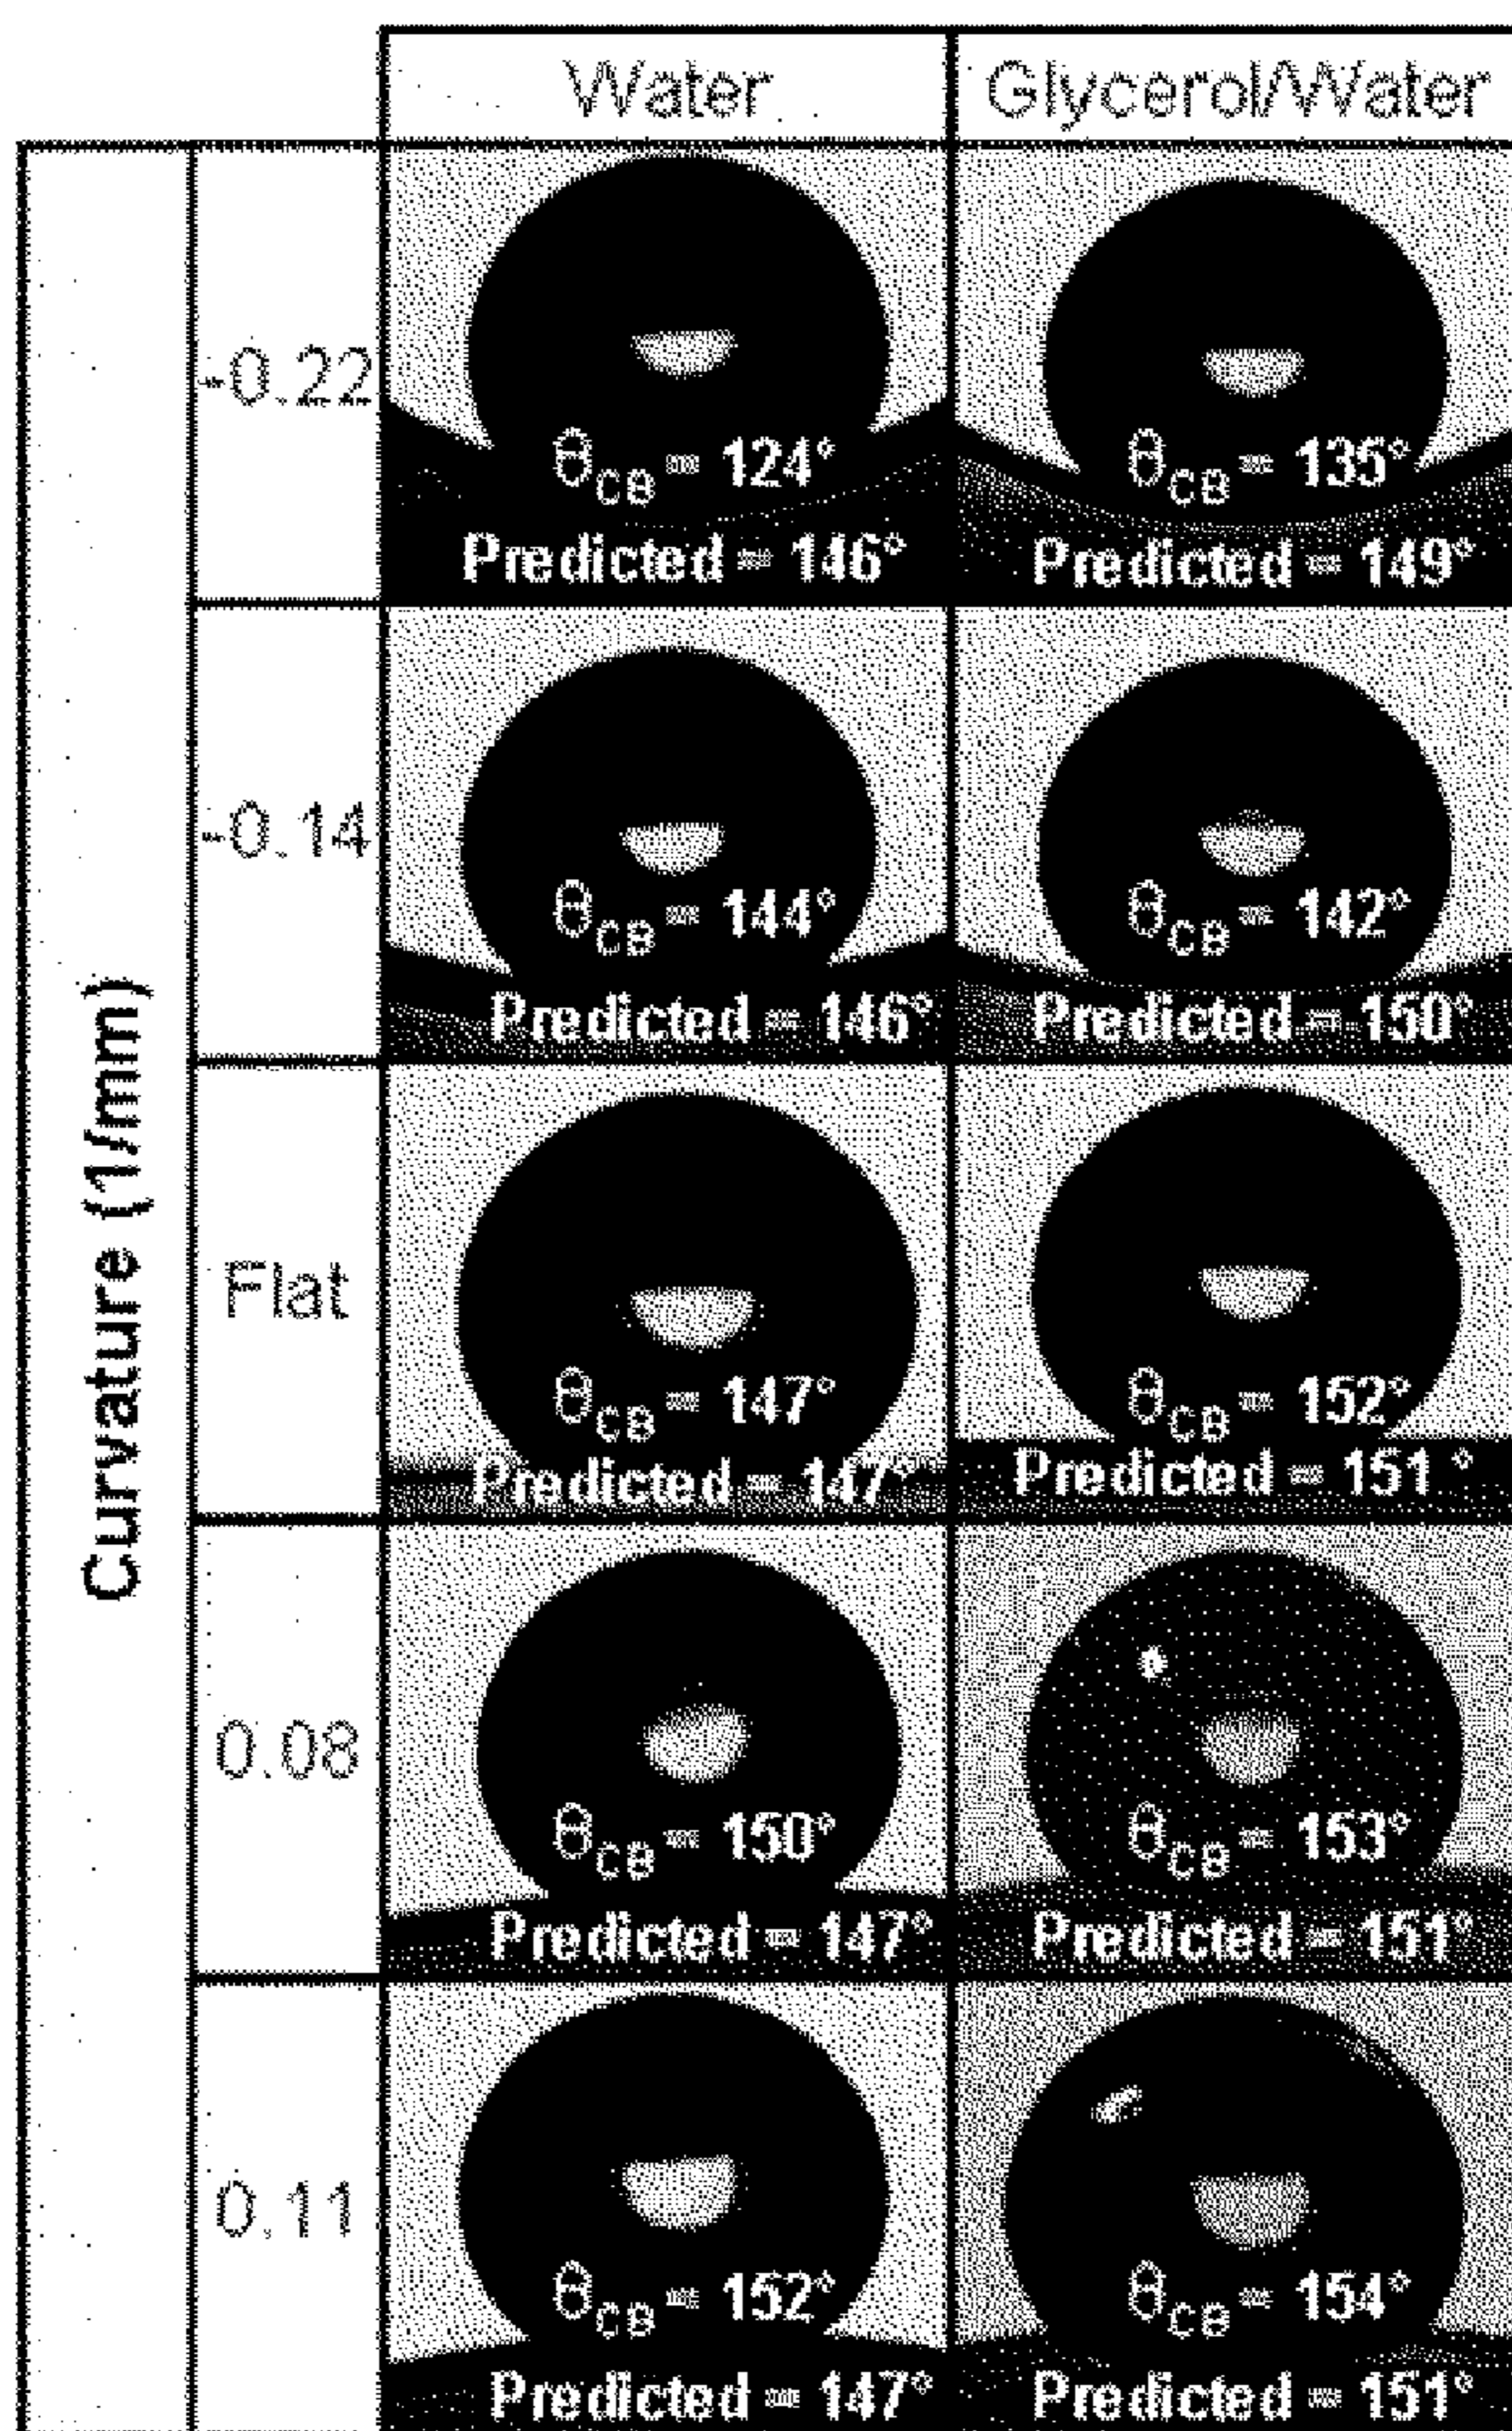 Water Glycerol/Water
Curvature (1/mm)
-0.22
θCB = 124°
Predicted = 146°
θCB = 135°
Predicted = 149°
-0.14
θCB = 144°
Predicted = 146°
θCB = 142°
Predicted = 150°
Flat
θCB = 147°
Predicted = 147°
θCB = 152°
Predicted = 151 °
0.08
θCB = 150°
Predicted = 147°
θCB = 153°
Predicted = 151°
0.11
θCB = 152°
Predicted = 147°
θCB = 154°
Predicted = 151°